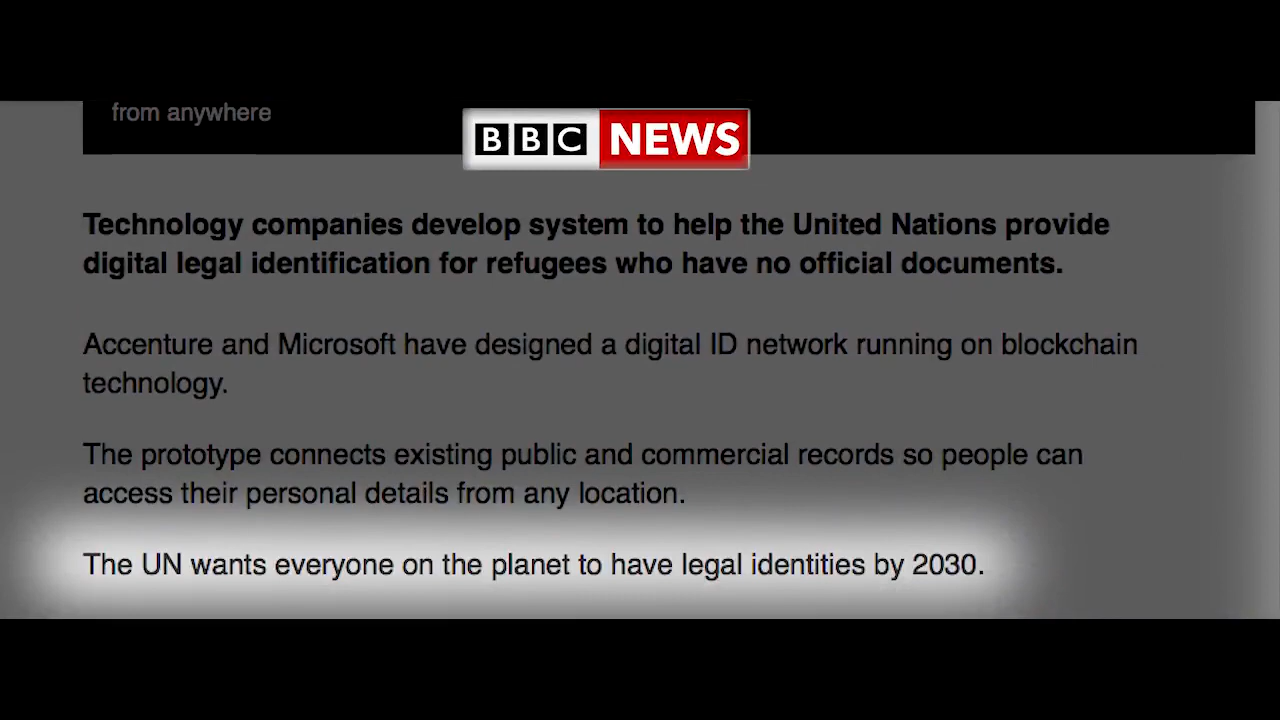 from anywhere
BBC NEWS
Technology companies develop system to help the United Nations provide
digital legal identification for refugees who have no official documents.
Accenture and Microsoft have designed a digital ID network running on blockchain
technology.
The prototype connects existing public and commercial records so people can
access their personal details from any location.
The UN wants everyone on the planet to have legal identities by 2030.